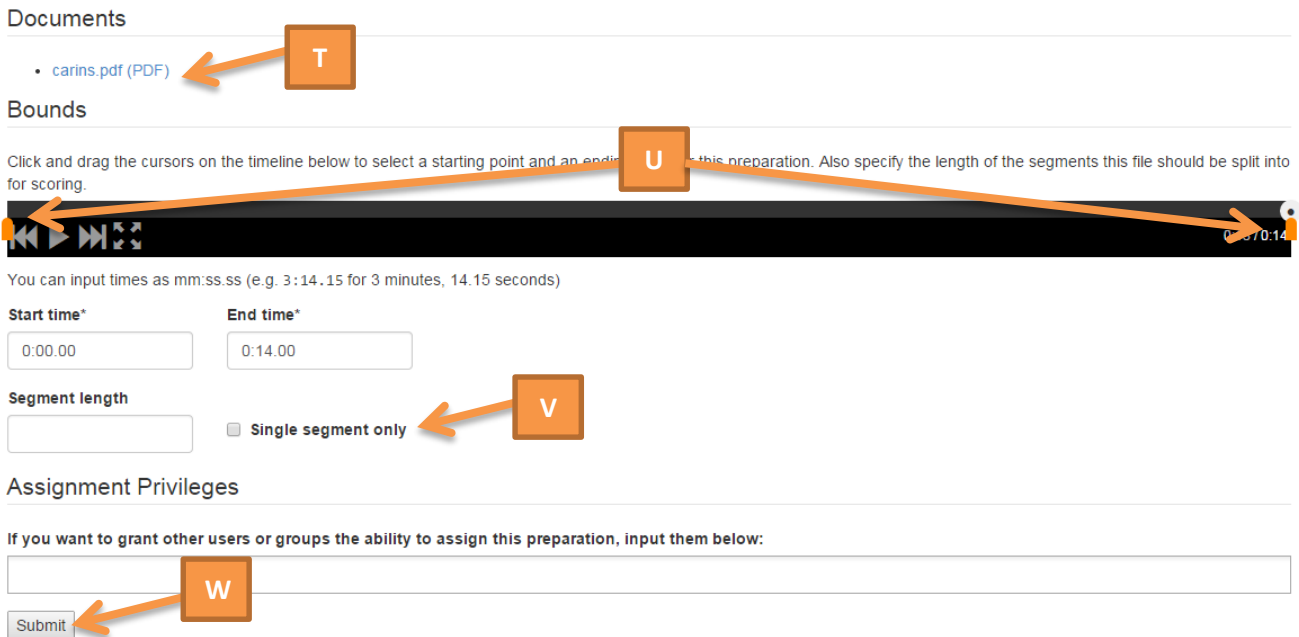 Documents
T
• carins.pdf (PDF)
Bounds
Click and drag the cursors on the timeline below to select a starting point and an this preparation. Also specify the length of the segments this file should be split into
U
for scoring.
0:14
You can input times as mm:ss.ss (e.g. 3:14.15 for 3 minutes, 14.15 seconds)
Start time* End time*
0:00.00 0:14.00
Segment length
V
Single segment only
Assignment Privileges
If you want to grant other users or groups the ability to assign this preparation, input them below:
W
Submit